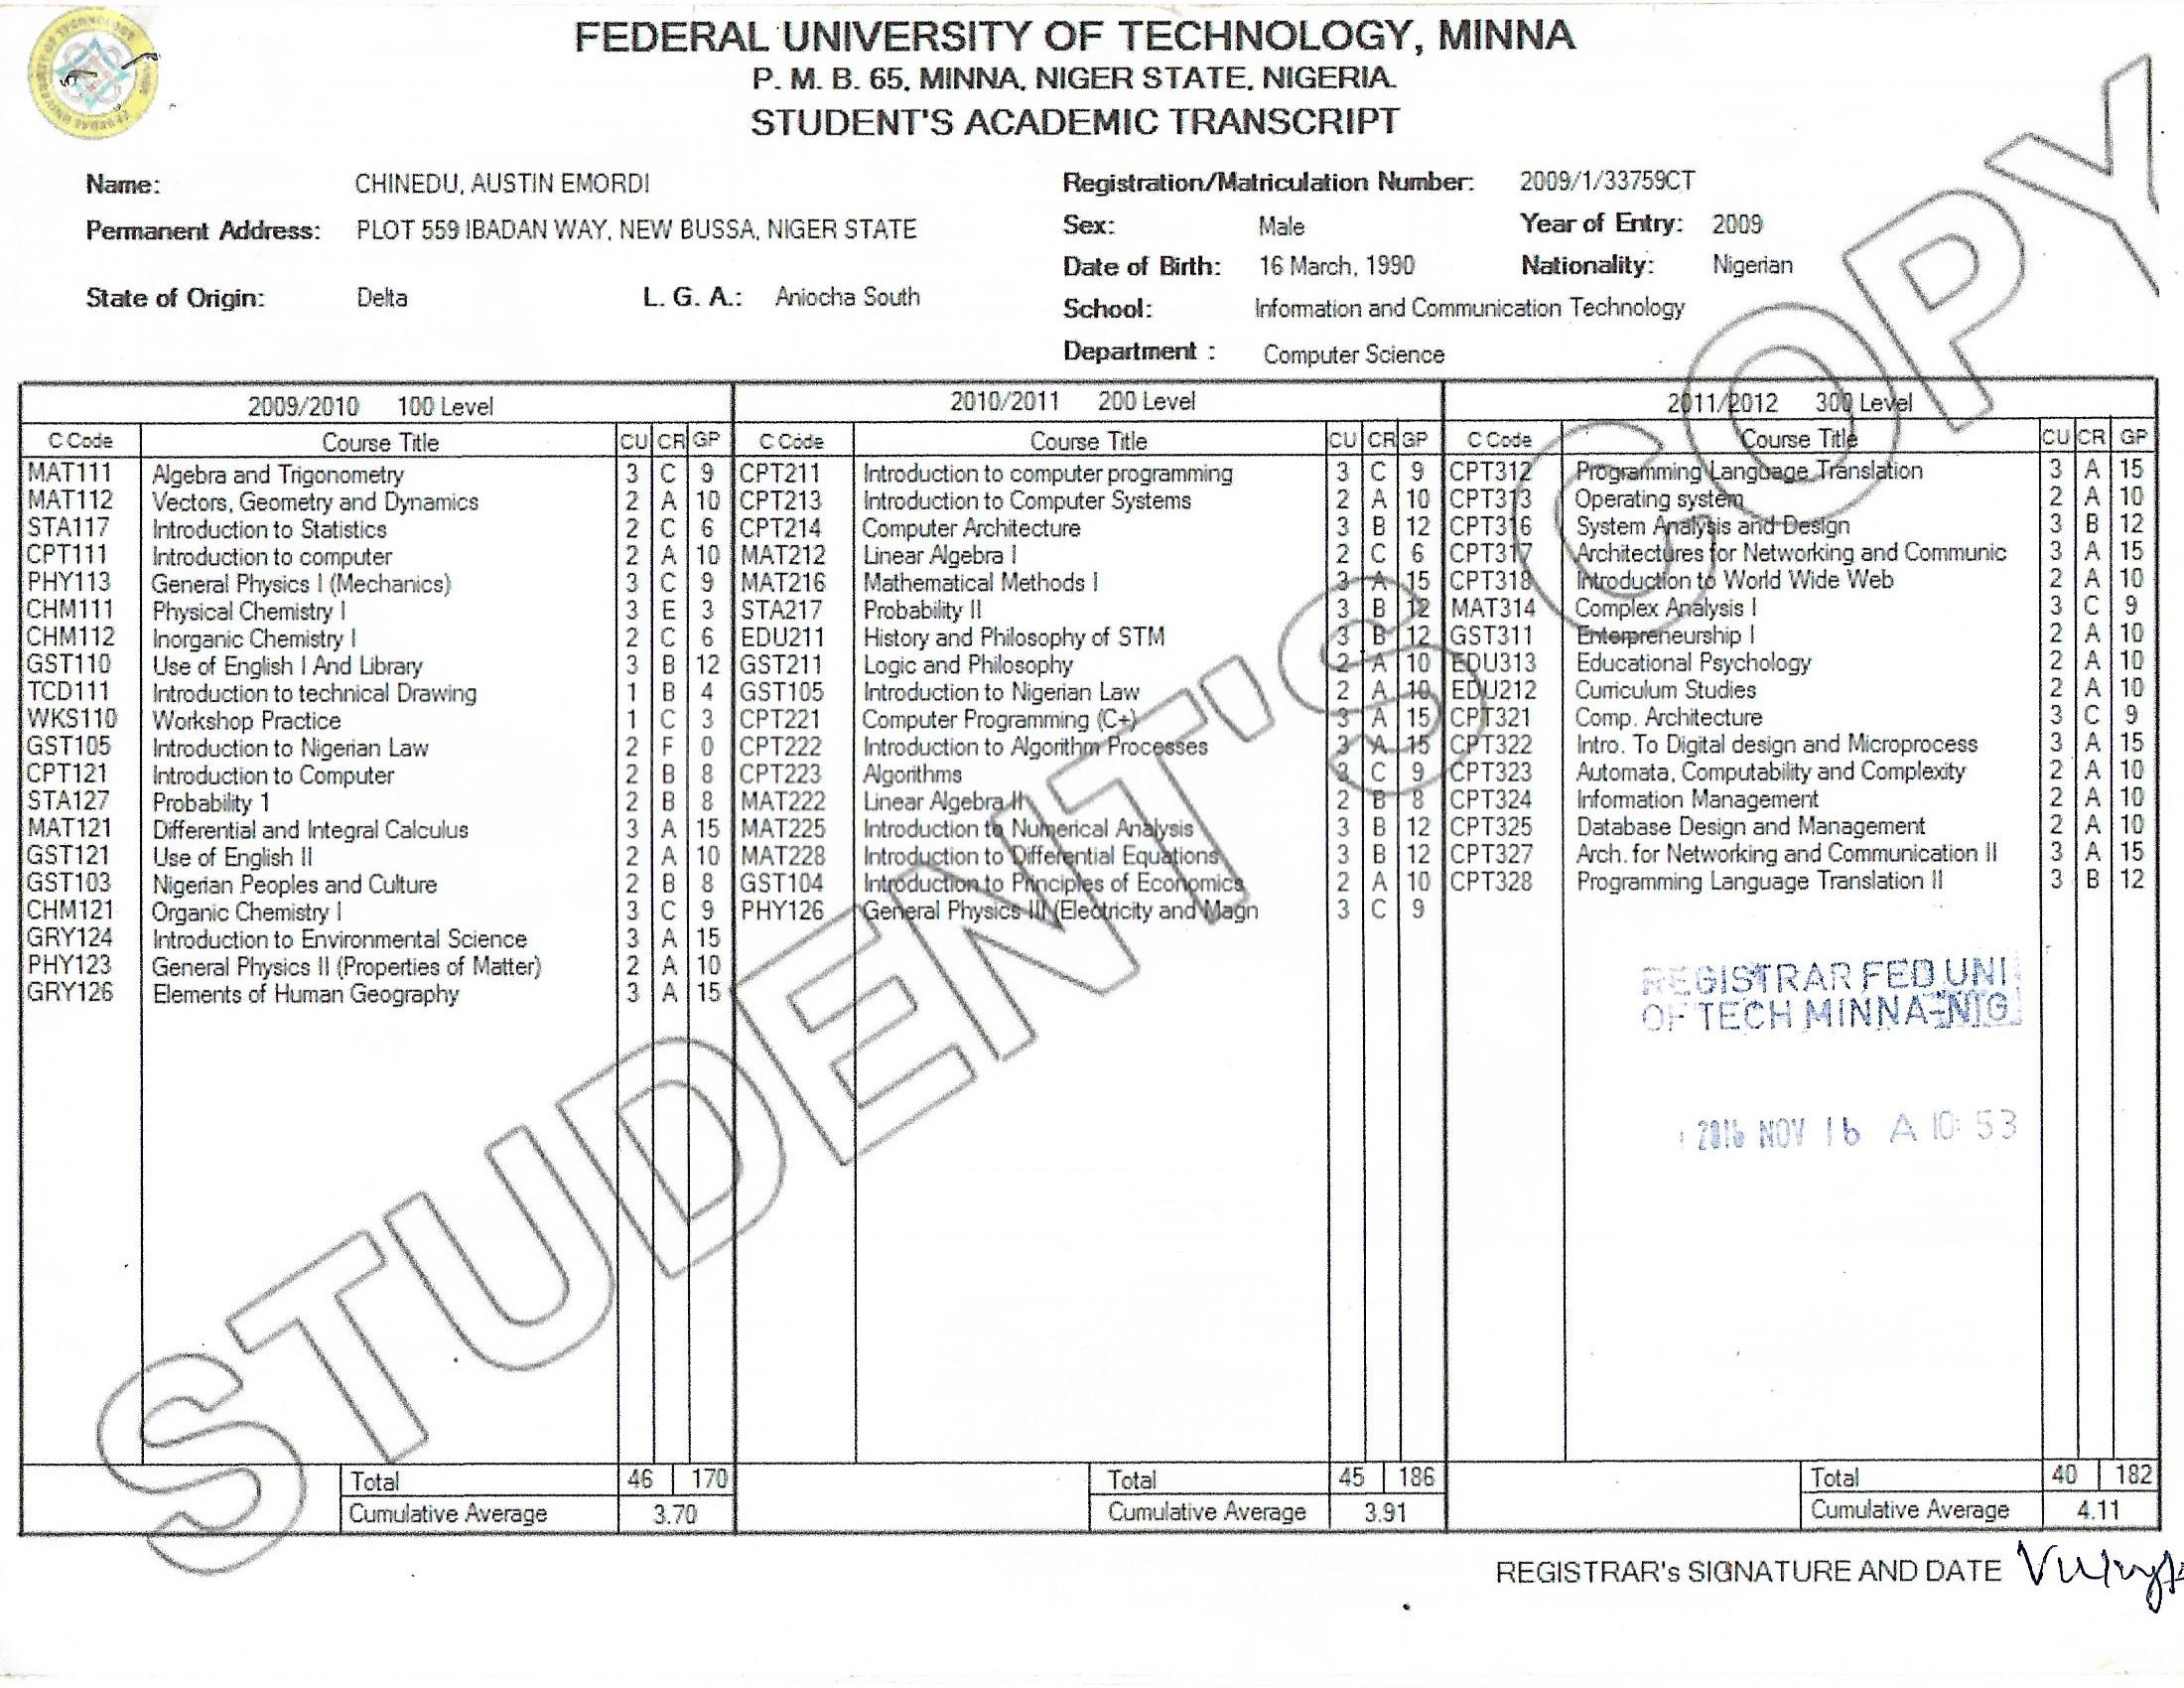 FEDERAL UNIVERSITY OF TECHNOLOGY, MINNA
P. M. B. 65, MINNA, NIGER STATE, NIGERIA.
STUDENT'S ACADEMIC TRANSCRIPT
Name: CHINEDU, AUSTIN EMORDI
Permanent Address: PLOT 559 IBADAN WAY, NEW BUSSA, NIGER STATE
State of Origin: Delta L. G. A.: Aniocha South
Registration/Matriculation Number: 2009/1/33759CT
Sex: Male Year of Entry: 2009
Date of Birth: 16 March, 1990 Nationality: Nigerian
School: Information and Communication Technology
Department : Computer Science
2009/2010 100 Level
C Code Course Title CU CR GP
MAT111 Algebra and Trigonometry 3 C 9
MAT112 Vectors, Geometry and Dynamics 2 A 10
STA117 Introduction to Statistics 2 C 6
CPT111 Introduction to computer 2 A 10
PHY113 General Physics I (Mechanics) 3 C 9
CHM111 Physical Chemistry I 3 E 3
CHM112 Inorganic Chemistry I 2 C 6
GST110 Use of English I And Library 3 B 12
TCD111 Introduction to technical Drawing 1 B 4
WKS110 Workshop Practice 1 C 3
GST105 Introduction to Nigerian Law 2 F 0
CPT121 Introduction to Computer 2 B 8
STA127 Probability 1 2 B 8
MAT121 Differential and Integral Calculus 3 A 15
GST121 Use of English II 2 A 10
GST103 Nigerian Peoples and Culture 2 B 8
CHM121 Organic Chemistry I 3 C 9
GRY124 Introduction to Environmental Science 3 A 15
PHY123 General Physics II (Properties of Matter) 2 A 10
GRY126 Elements of Human Geography 3 A 15
Total 46 170
Cumulative Average 3.70
2010/2011 200 Level
C Code Course Title CU CR GP
CPT211 Introduction to computer programming 3 C 9
CPT213 Introduction to Computer Systems 2 A 10
CPT214 Computer Architecture 3 B 12
MAT212 Linear Algebra I 2 C 6
MAT216 Mathematical Methods I 3 A 15
STA217 Probability II 3 B 12
EDU211 History and Philosophy of STM 3 B 12
GST211 Logic and Philosophy 2 A 10
GST105 Introduction to Nigerian Law 2 A 10
CPT221 Computer Programming (C+) 3 A 15
CPT222 Introduction to Algorithm Processes 3 A 15
CPT223 Algorithms 3 C 9
MAT222 Linear Algebra II 2 B 8
MAT225 Introduction to Numerical Analysis 3 B 12
MAT228 Introduction to Differential Equations 3 B 12
GST104 Introduction to Principles of Economics 2 A 10
PHY126 General Physics III (Electricity and Magn 3 C 9
Total 45 186
Cumulative Average 3.91
2011/2012 300 Level
C Code Course Title CU CR GP
CPT312 Programming Language Translation 3 A 15
CPT313 Operating system 2 A 10
CPT316 System Analysis and Design 3 B 12
CPT317 Architectures for Networking and Communic 3 A 15
CPT318 Introduction to World Wide Web 2 A 10
MAT314 Complex Analysis I 3 C 9
GST311 Enterpreneurship I 2 A 10
EDU313 Educational Psychology 2 A 10
EDU212 Curriculum Studies 2 A 10
CPT321 Comp. Architecture 3 C 9
CPT322 Intro. To Digital design and Microprocess 3 A 15
CPT323 Automata, Computability and Complexity 2 A 10
CPT324 Information Management 2 A 10
CPT325 Database Design and Management 2 A 10
CPT327 Arch. for Networking and Communication II 3 A 15
CPT328 Programming Language Translation II 3 B 12
REGISTRAR FED.UNI
OF TECH MINNA-NIG.
2016 NOV 16 A 10: 53
Total 40 182
Cumulative Average 4.11
REGISTRAR's SIGNATURE AND DATE
STUDENT'S COPY